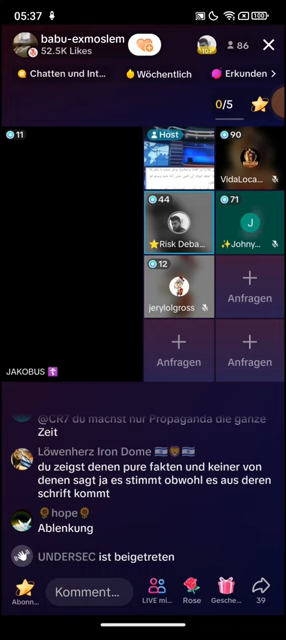 05:37
100
babu-exmoslem
52.5K Likes
86
Chatten und Int...
Wöchentlich
Erkunden
0/5
11
Host
90
VidaLoca...
44
71
Risk Deba...
Johny...
12
Anfragen
jerylolgross
Anfragen
Anfragen
JAKOBUS
@CR7 du machst nur Propaganda die ganze
Zeit
Löwenherz Iron Dome
du zeigst denen pure fakten und keiner von
denen sagt ja es stimmt obwohl es aus deren
schrift kommt
hope
Ablenkung
UNDERSEC ist beigetreten
Komment...
Abonn...
LIVE mi...
Rose
Gesche...
39